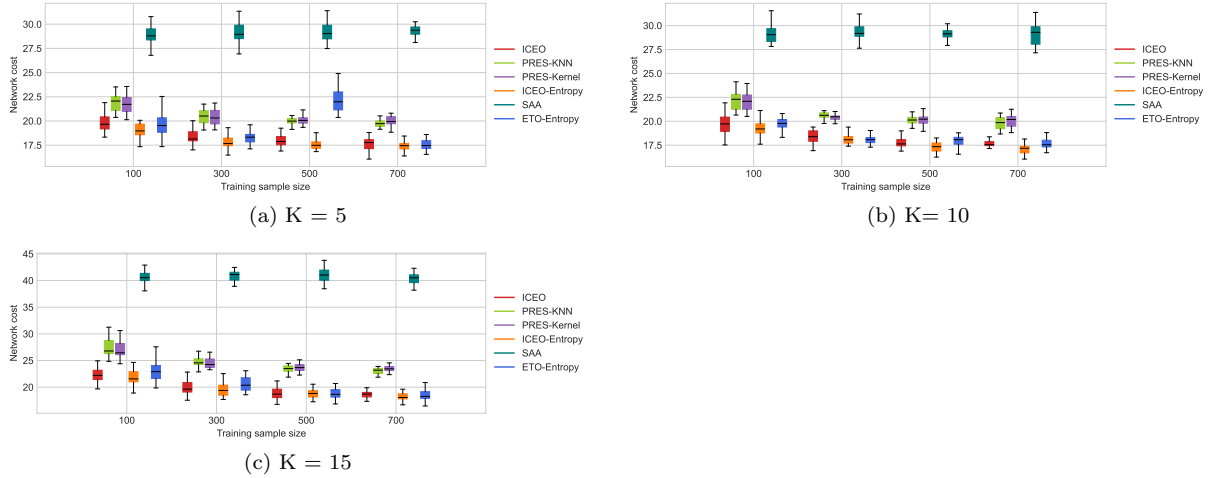 30.0
27.5
25.0
22.5
20.0
17.5
Network cost
100
300
500
700
Training sample size
ICEO
PRES-KNN
PRES-Kernel
ICEO-Entropy
SAA
ETO-Entropy
(a) K = 5
30.0
27.5
25.0
22.5
20.0
17.5
Network cost
100
300
500
700
Training sample size
ICEO
PRES-KNN
PRES-Kernel
ICEO-Entropy
SAA
ETO-Entropy
(b) K= 10
45
40
35
30
25
20
Network cost
100
300
500
700
Training sample size
ICEO
PRES-KNN
PRES-Kernel
ICEO-Entropy
SAA
ETO-Entropy
(c) K = 15